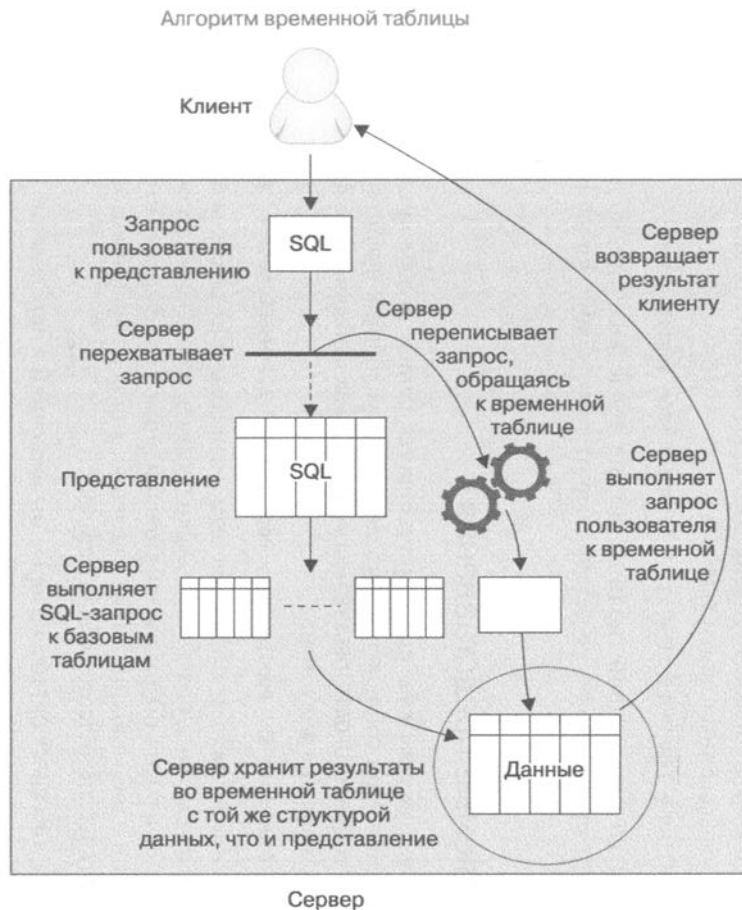 Алгоритм временной таблицы
Клиент
Запрос
пользователя
к представлению
SQL
Сервер
возвращает
результат
клиенту
Сервер
перехватывает
запрос
Сервер
переписывает
запрос,
обращаясь
к временной
таблице
Представление
SQL
Сервер
выполняет
запрос
пользователя
к временной
таблице
Сервер
выполняет
SQL-запрос
к базовым
таблицам
Данные
Сервер хранит результаты
во временной таблице
с той же структурой
данных, что и представление
Сервер